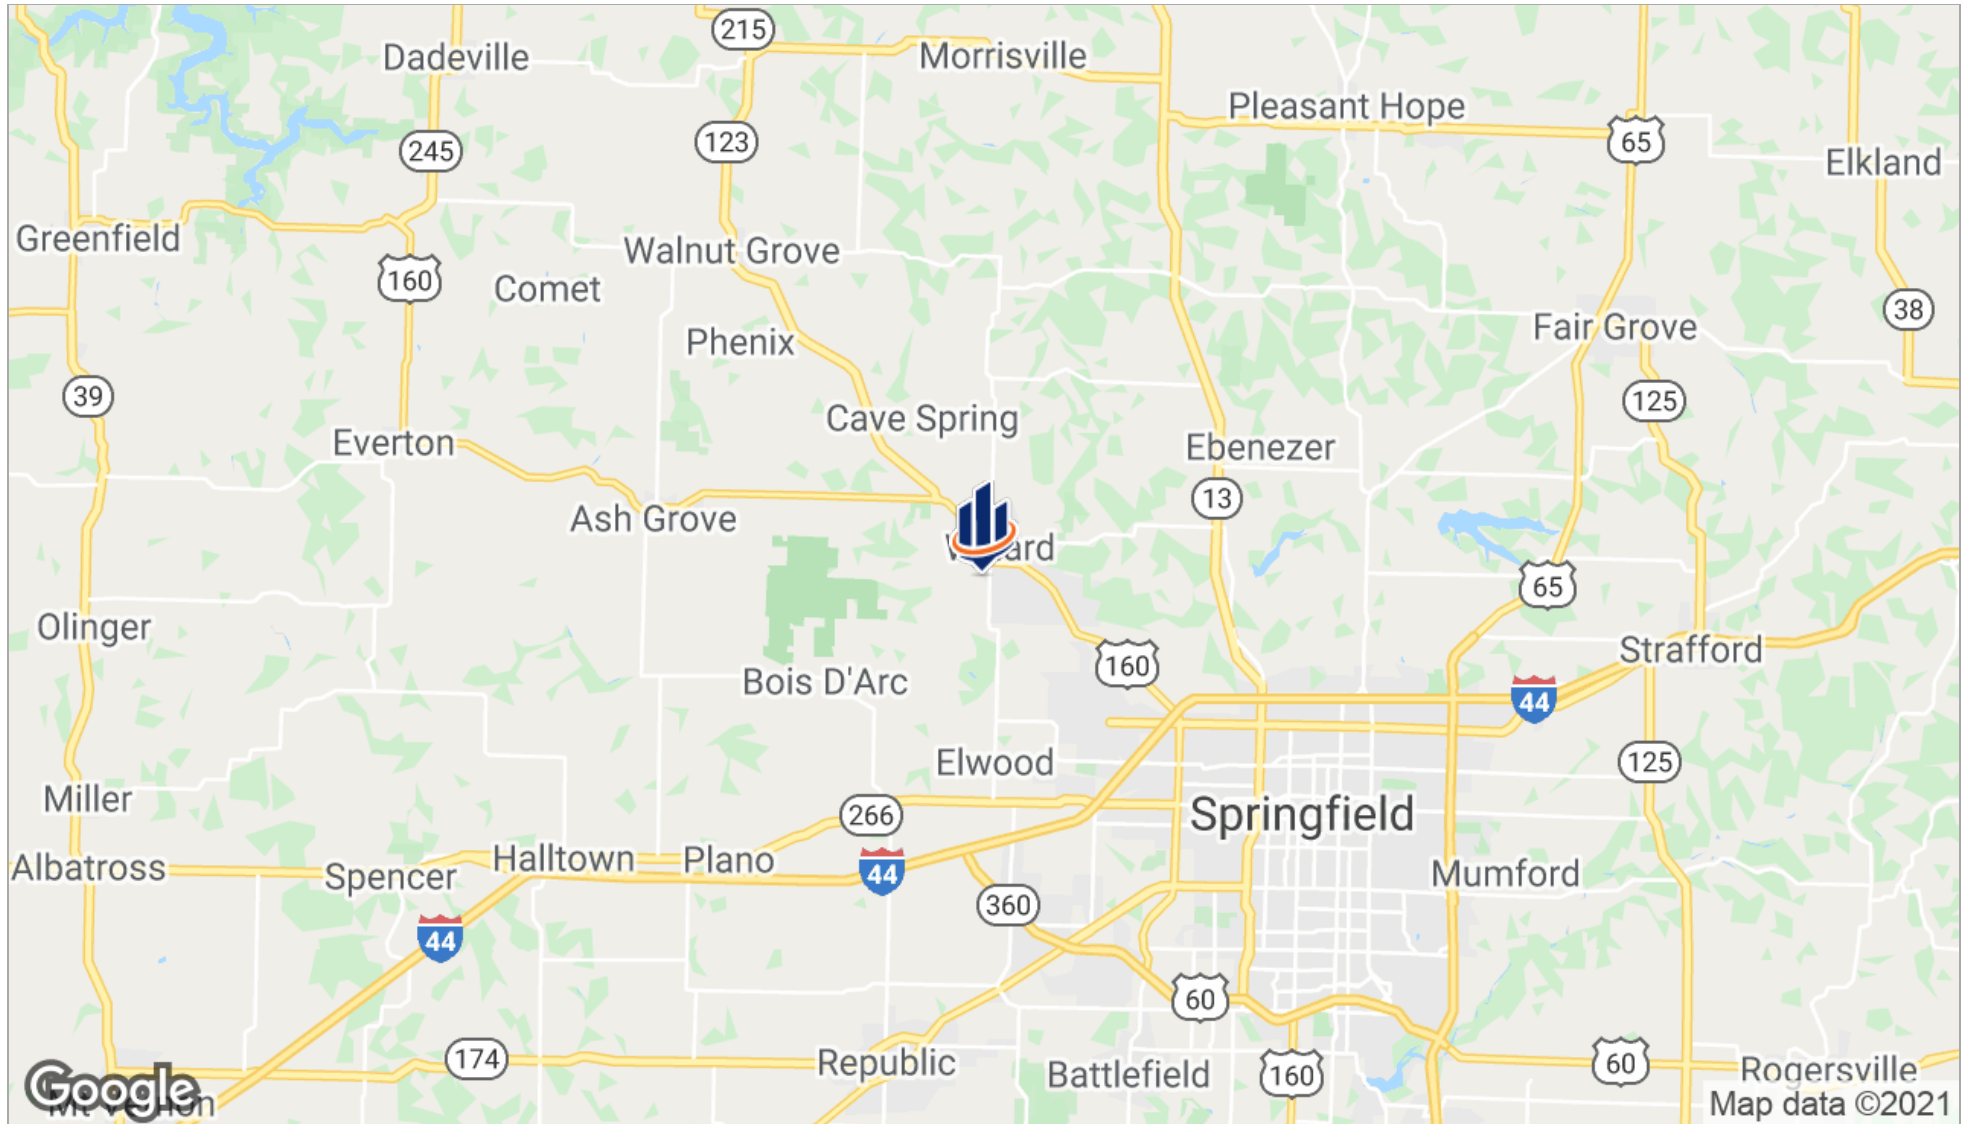 215
Dadeville
Morrisville
Pleasant Hope
123
65
245
Elkland
Greenfield
Walnut Grove
160
Comet
38
Fair Grove
Phenix
39
125
Cave Spring
Everton
Ebenezer
13
Ash Grove
65
Olinger
Strafford
160
Bois D'Arc
44
Elwood
125
Miller
266
Springfield
Halltown
Plano
Albatross
Spencer
44
Mumford
360
44
60
174
Republic
60
Battlefield
160
Rogersville
Google
Map data ©2021